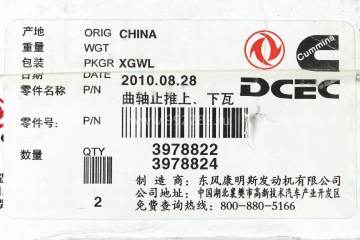 产地 ORIG CHINA
重量 WGT
包装 PKGR XGWL
日期 DATE 2010.08.28
零件名称: P/N 曲轴止推上、下瓦
零件号: P/N
3978822
数量 QTY 3978824
2
制造商: 东风康明斯发动机有限公司
公司地址: 中国湖北襄樊市高新技术汽车产业开发区
免费服务热线: 800-880-5166
Cummins
DCEC